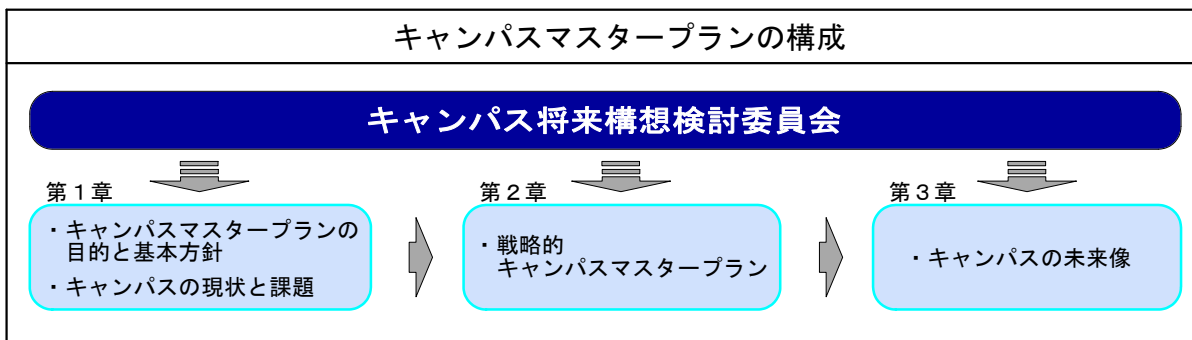 キャンパスマスタープランの構成
キャンパス将来構想検討委員会
第１章
・キャンパスマスタープランの
目的と基本方針
・キャンパスの現状と課題
第２章
・戦略的
キャンパスマスタープラン
第３章
・キャンパスの未来像